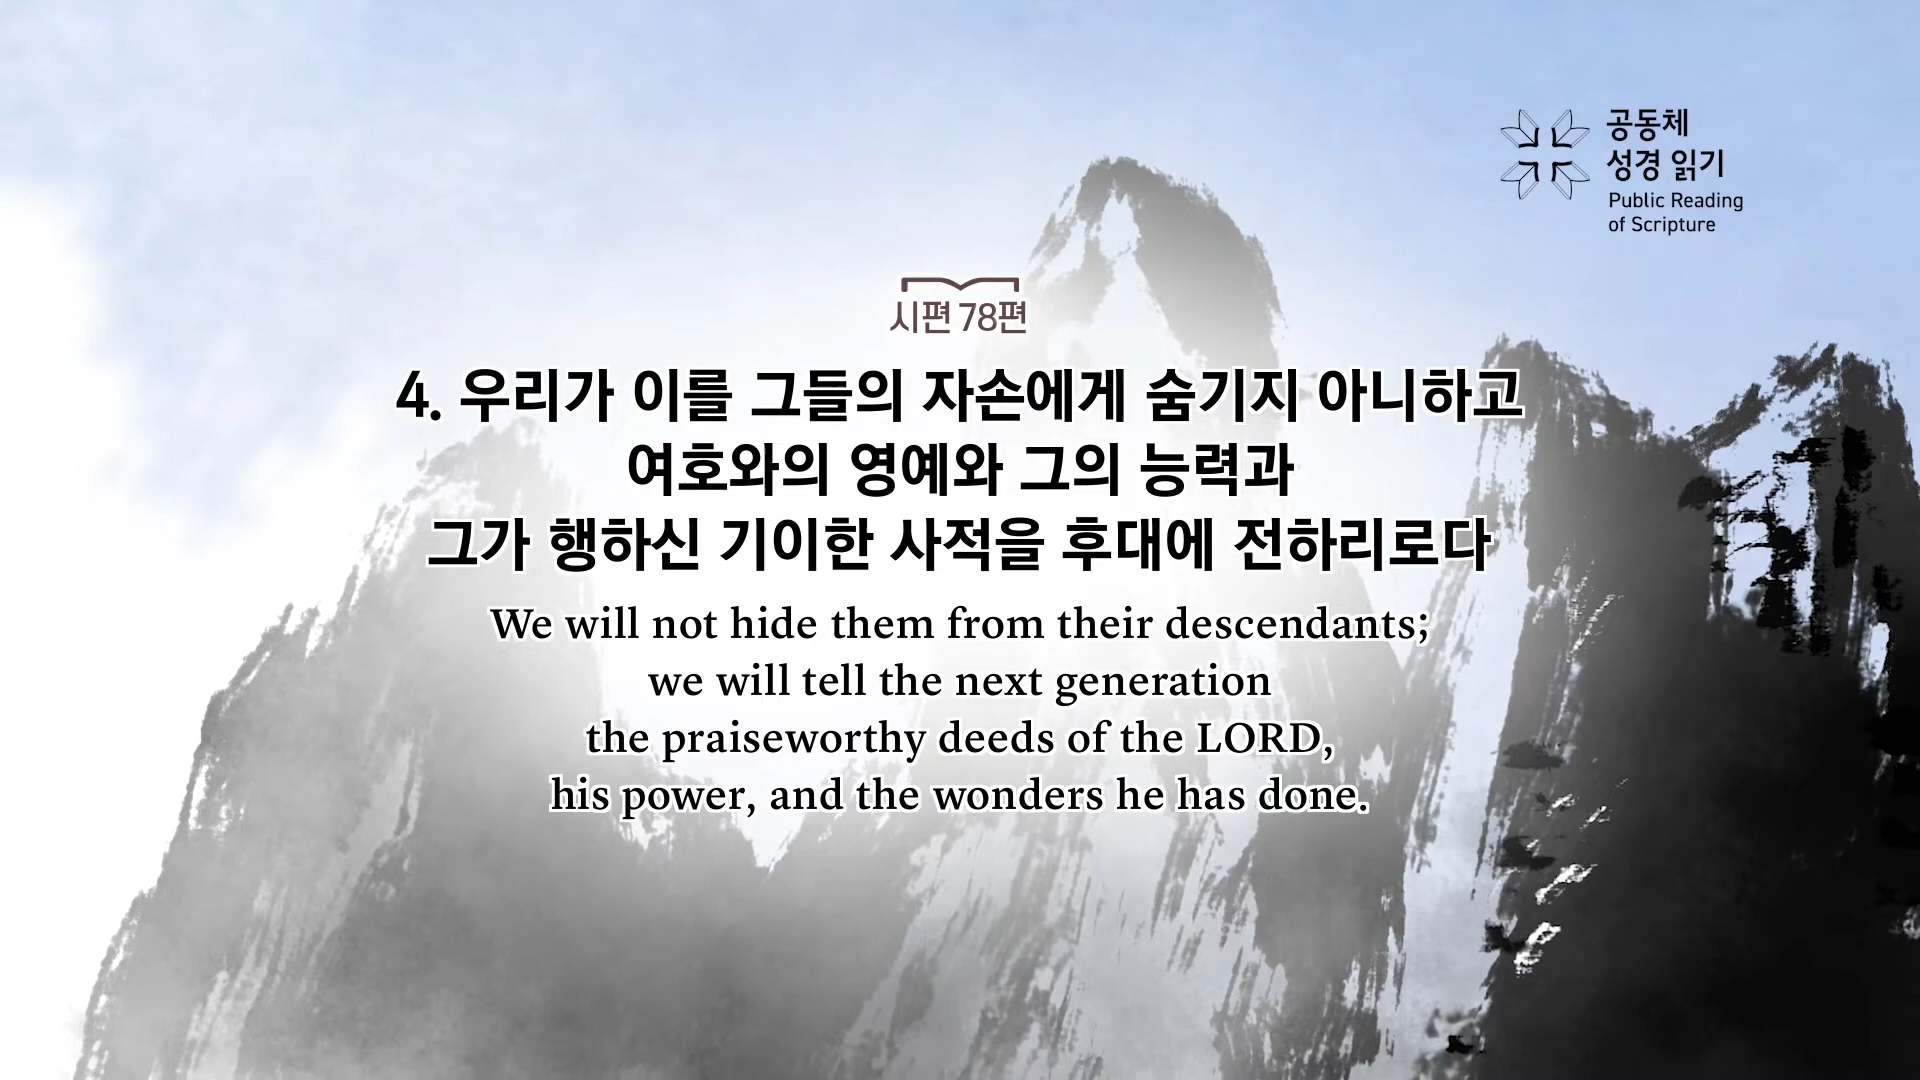 공동체
성경 읽기
Public Reading
of Scripture
시편 78편
4. 우리가 이를 그들의 자손에게 숨기지 아니하고
여호와의 영예와 그의 능력과
그가 행하신 기이한 사적을 후대에 전하리로다
We will not hide them from their descendants;
we will tell the next generation
the praiseworthy deeds of the LORD,
his power, and the wonders he has done.